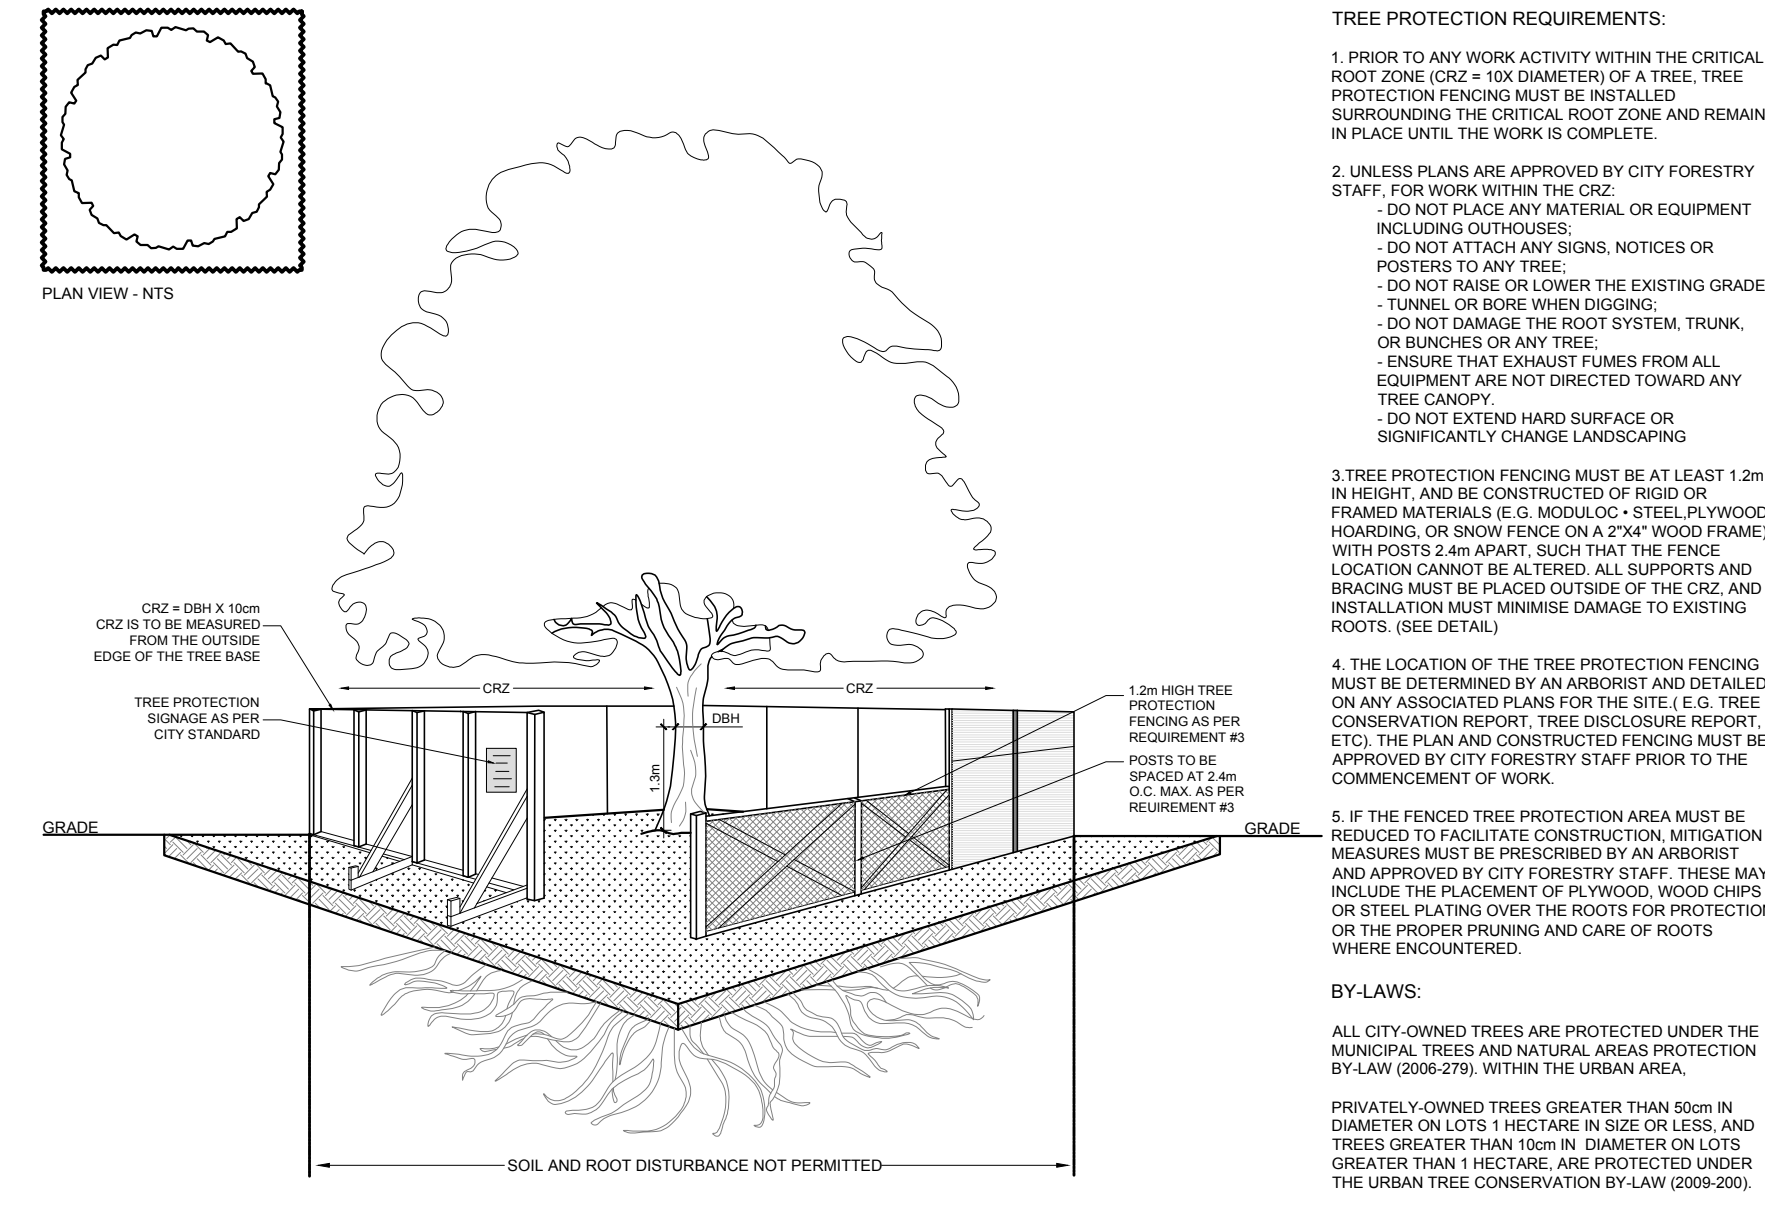 PLAN VIEW - NTS
CRZ = DBH X 10cm
CRZ IS TO BE MEASURED
FROM THE OUTSIDE
EDGE OF THE TREE BASE
TREE PROTECTION
SIGNAGE AS PER
CITY STANDARD
CRZ
CRZ
DBH
1.3m
1.2m HIGH TREE
PROTECTION
FENCING AS PER
REQUIREMENT #3
POSTS TO BE
SPACED AT 2.4m
O.C. MAX. AS PER
REUIREMENT #3
GRADE
GRADE
SOIL AND ROOT DISTURBANCE NOT PERMITTED
TREE PROTECTION REQUIREMENTS:
1. PRIOR TO ANY WORK ACTIVITY WITHIN THE CRITICAL
ROOT ZONE (CRZ = 10X DIAMETER) OF A TREE, TREE
PROTECTION FENCING MUST BE INSTALLED
SURROUNDING THE CRITICAL ROOT ZONE AND REMAIN
IN PLACE UNTIL THE WORK IS COMPLETE.
2. UNLESS PLANS ARE APPROVED BY CITY FORESTRY
STAFF, FOR WORK WITHIN THE CRZ:
- DO NOT PLACE ANY MATERIAL OR EQUIPMENT
INCLUDING OUTHOUSES;
- DO NOT ATTACH ANY SIGNS, NOTICES OR
POSTERS TO ANY TREE;
- DO NOT RAISE OR LOWER THE EXISTING GRADE
- TUNNEL OR BORE WHEN DIGGING;
- DO NOT DAMAGE THE ROOT SYSTEM, TRUNK,
OR BUNCHES OR ANY TREE;
- ENSURE THAT EXHAUST FUMES FROM ALL
EQUIPMENT ARE NOT DIRECTED TOWARD ANY
TREE CANOPY.
- DO NOT EXTEND HARD SURFACE OR
SIGNIFICANTLY CHANGE LANDSCAPING
3.TREE PROTECTION FENCING MUST BE AT LEAST 1.2m
IN HEIGHT, AND BE CONSTRUCTED OF RIGID OR
FRAMED MATERIALS (E.G. MODULOC • STEEL,PLYWOOD
HOARDING, OR SNOW FENCE ON A 2"X4" WOOD FRAME)
WITH POSTS 2.4m APART, SUCH THAT THE FENCE
LOCATION CANNOT BE ALTERED. ALL SUPPORTS AND
BRACING MUST BE PLACED OUTSIDE OF THE CRZ, AND
INSTALLATION MUST MINIMISE DAMAGE TO EXISTING
ROOTS. (SEE DETAIL)
4. THE LOCATION OF THE TREE PROTECTION FENCING
MUST BE DETERMINED BY AN ARBORIST AND DETAILED
ON ANY ASSOCIATED PLANS FOR THE SITE.( E.G. TREE
CONSERVATION REPORT, TREE DISCLOSURE REPORT,
ETC). THE PLAN AND CONSTRUCTED FENCING MUST BE
APPROVED BY CITY FORESTRY STAFF PRIOR TO THE
COMMENCEMENT OF WORK.
5. IF THE FENCED TREE PROTECTION AREA MUST BE
REDUCED TO FACILITATE CONSTRUCTION, MITIGATION
MEASURES MUST BE PRESCRIBED BY AN ARBORIST
AND APPROVED BY CITY FORESTRY STAFF. THESE MAY
INCLUDE THE PLACEMENT OF PLYWOOD, WOOD CHIPS
OR STEEL PLATING OVER THE ROOTS FOR PROTECTION
OR THE PROPER PRUNING AND CARE OF ROOTS
WHERE ENCOUNTERED.
BY-LAWS:
ALL CITY-OWNED TREES ARE PROTECTED UNDER THE
MUNICIPAL TREES AND NATURAL AREAS PROTECTION
BY-LAW (2006-279). WITHIN THE URBAN AREA,
PRIVATELY-OWNED TREES GREATER THAN 50cm IN
DIAMETER ON LOTS 1 HECTARE IN SIZE OR LESS, AND
TREES GREATER THAN 10cm IN DIAMETER ON LOTS
GREATER THAN 1 HECTARE, ARE PROTECTED UNDER
THE URBAN TREE CONSERVATION BY-LAW (2009-200).